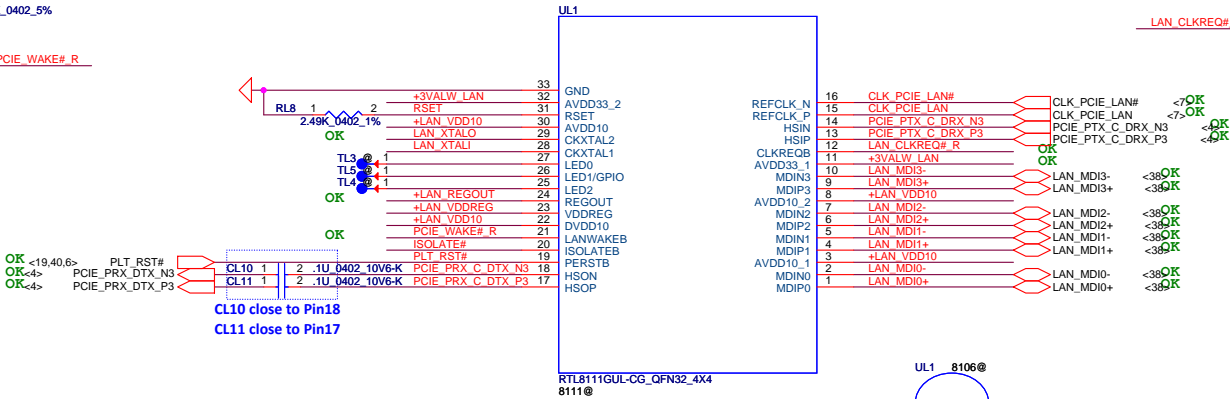 _0402_5%
UL1
LAN_CLKREQ#
PCIE_WAKE#_R
33 GND
+3VALW_LAN 32 AVDD33_2
RL8 1 2 RSET 31 RSET
2.49K_0402_1%
+LAN_VDD10 30 AVDD10
OK LAN_XTALO 29 CKXTAL2
LAN_XTALI 28 CKXTAL1
TL3 @ 1 27 LED0
TL5 @ 1 26 LED1/GPIO
TL4 @ 1 25 LED2
OK +LAN_REGOUT 24 REGOUT
+LAN_VDDREG 23 VDDREG
+LAN_VDD10 22 DVDD10
OK PCIE_WAKE#_R 21 LANWAKEB
ISOLATE# 20 ISOLATEB
OK <19,40,6> PLT_RST# PLT_RST# 19 PERSTB
OK <4> PCIE_PRX_DTX_N3 CL10 1 2 .1U_0402_10V6-K PCIE_PRX_C_DTX_N3 18 HSON
OK <4> PCIE_PRX_DTX_P3 CL11 1 2 .1U_0402_10V6-K PCIE_PRX_C_DTX_P3 17 HSOP
CL10 close to Pin18
CL11 close to Pin17
REFCLK_N 16 CLK_PCIE_LAN# CLK_PCIE_LAN# <7> OK
REFCLK_P 15 CLK_PCIE_LAN CLK_PCIE_LAN <7> OK
HSIN 14 PCIE_PTX_C_DRX_N3 PCIE_PTX_C_DRX_N3 <4> OK
HSIP 13 PCIE_PTX_C_DRX_P3 PCIE_PTX_C_DRX_P3 <4> OK
CLKREQB 12 LAN_CLKREQ#_R OK
AVDD33_1 11 +3VALW_LAN OK
MDIN3 10 LAN_MDI3- LAN_MDI3- <38> OK
MDIP3 9 LAN_MDI3+ LAN_MDI3+ <38> OK
AVDD10_2 8 +LAN_VDD10
MDIN2 7 LAN_MDI2- LAN_MDI2- <38> OK
MDIP2 6 LAN_MDI2+ LAN_MDI2+ <38> OK
MDIN1 5 LAN_MDI1- LAN_MDI1- <38> OK
MDIP1 4 LAN_MDI1+ LAN_MDI1+ <38> OK
AVDD10_1 3 +LAN_VDD10
MDIN0 2 LAN_MDI0- LAN_MDI0- <38> OK
MDIP0 1 LAN_MDI0+ LAN_MDI0+ <38> OK
RTL8111GUL-CG_QFN32_4X4
8111@
UL1 8106@